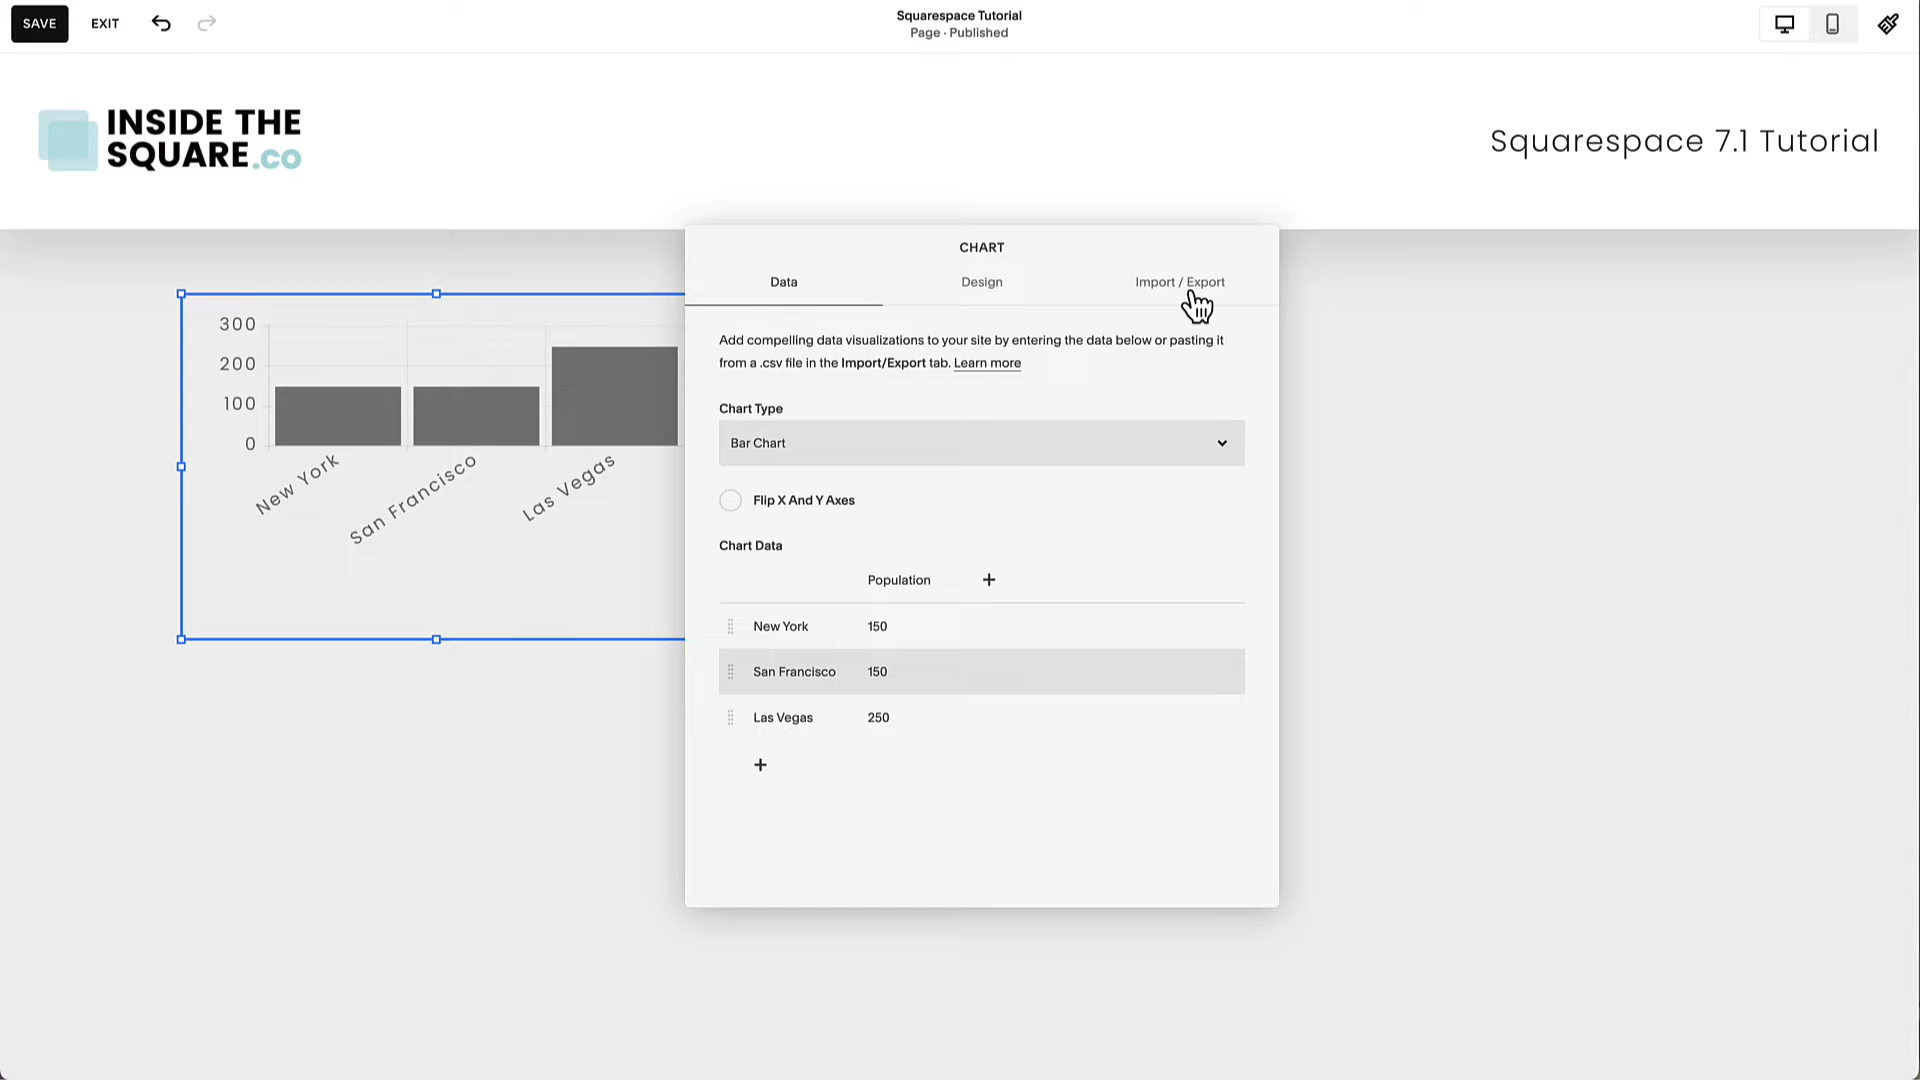 SAVE
EXIT
Squarespace Tutorial
Page · Published
INSIDE THE
SQUARE.co
Squarespace 7.1 Tutorial
300
200
100
0
New York
San Francisco
Las Vegas
CHART
Data
Design
Import / Export
Add compelling data visualizations to your site by entering the data below or pasting it
from a .csv file in the Import/Export tab. Learn more
Chart Type
Bar Chart
Flip X And Y Axes
Chart Data
Population
New York 150
San Francisco 150
Las Vegas 250